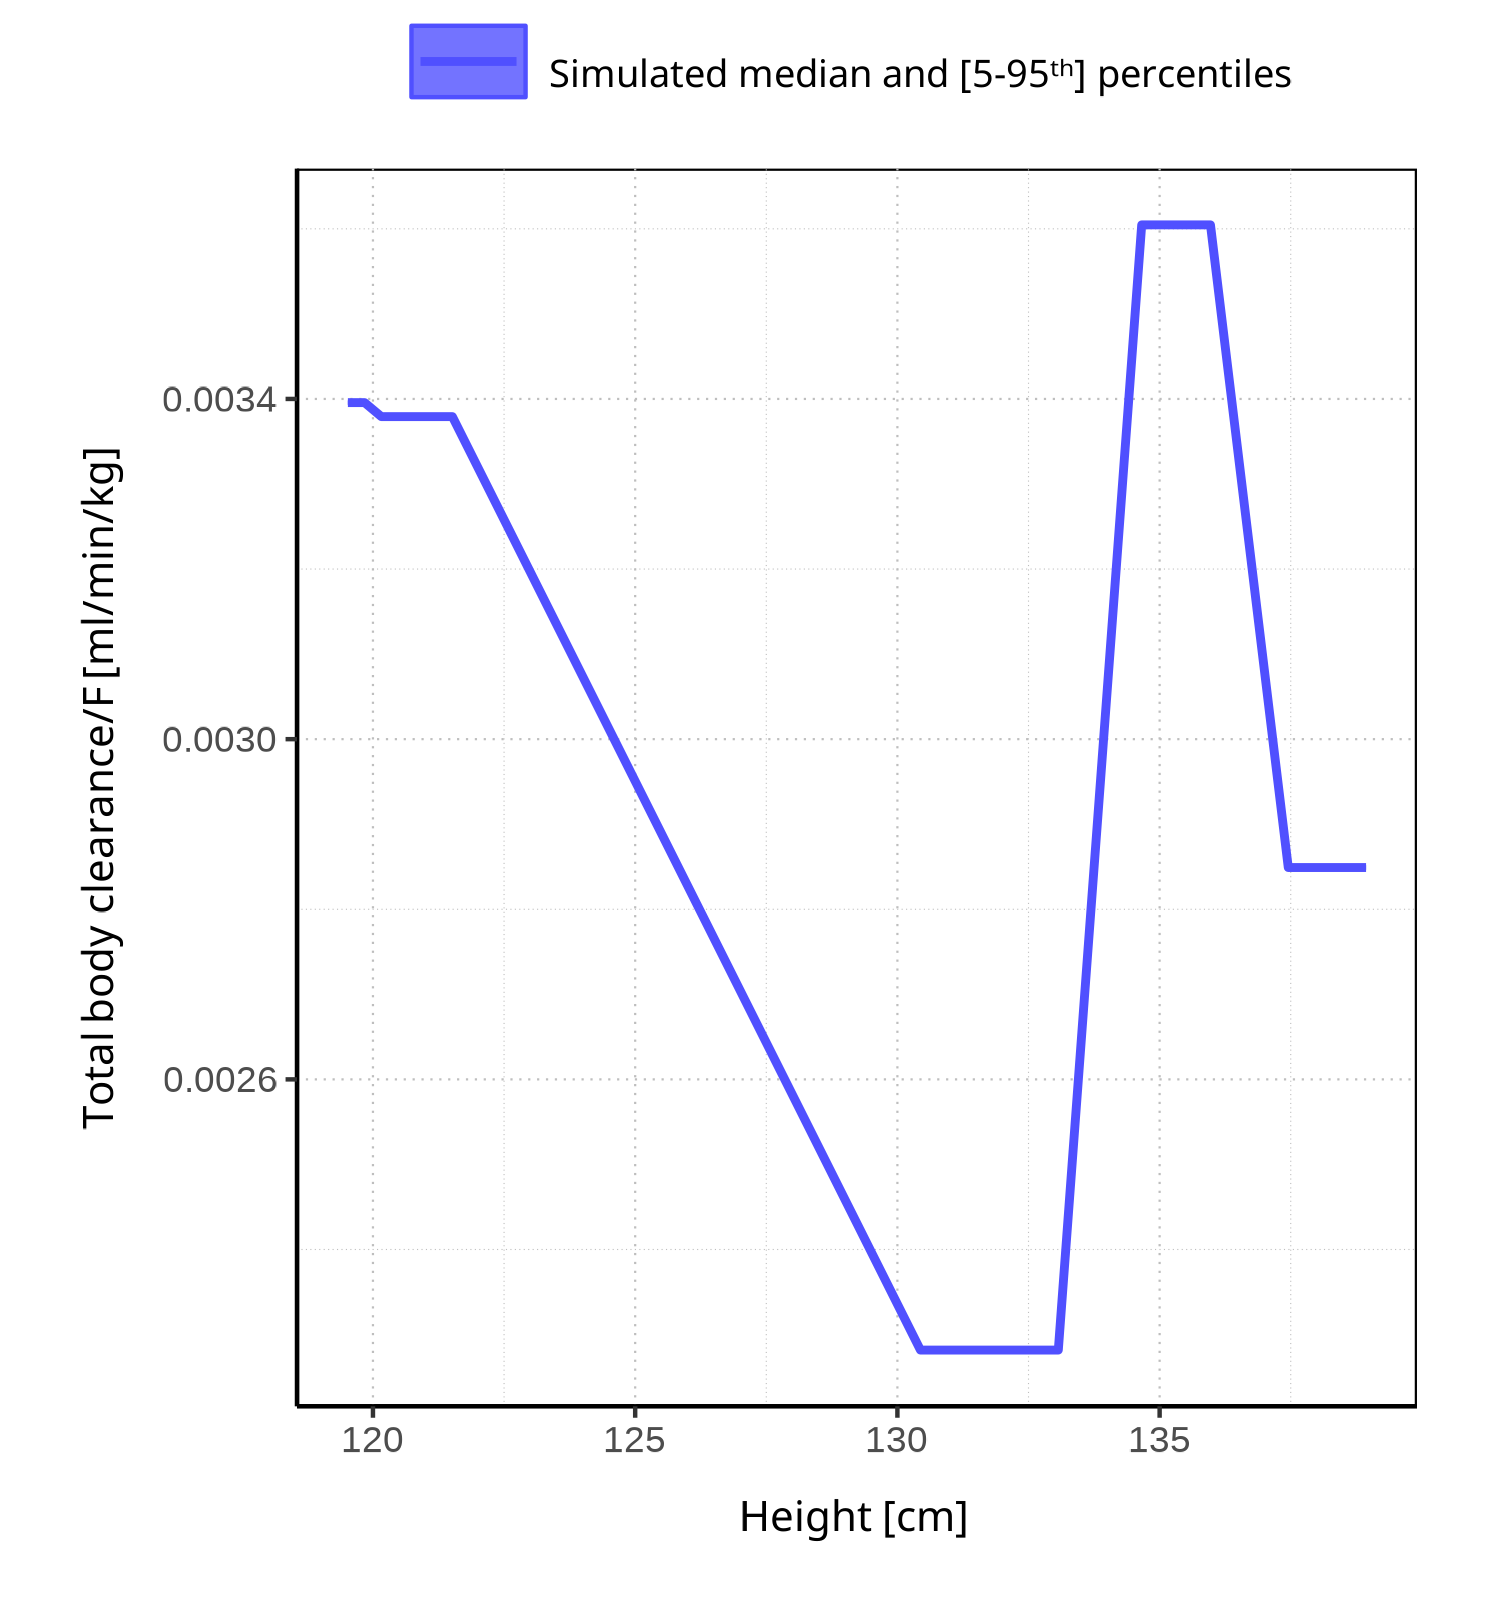 Simulated median and [5-95ᵗʰ] percentiles
0.0034
0.0030
0.0026
Total body clearance/F [ml/min/kg]
120 125 130 135
Height [cm]